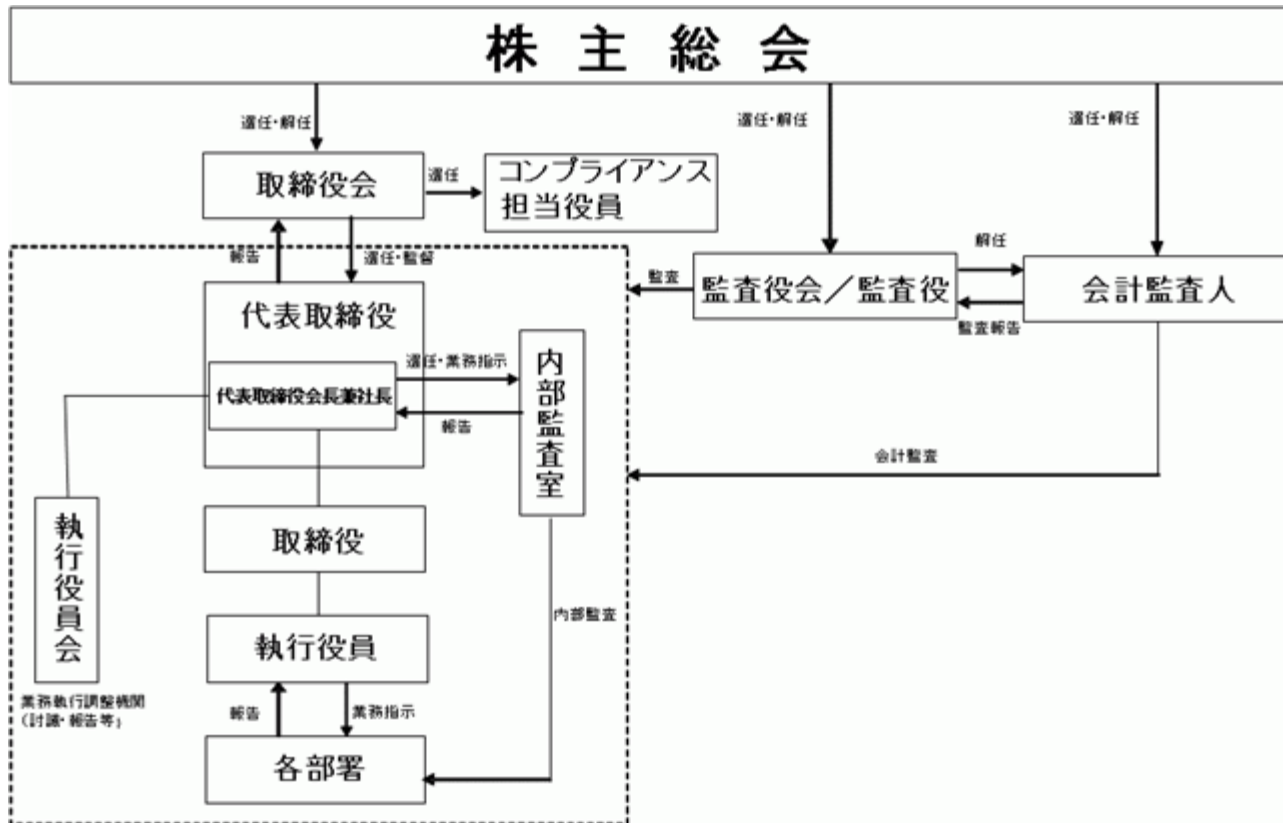 株主総会
選任・解任
選任・解任
選任・解任
取締役会
選任
コンプライアンス
担当役員
報告
選任・監督
監査
監査役会／監査役
解任
監査報告
会計監査人
代表取締役
代表取締役会長兼社長
選任・業務指示
報告
内部監査室
会計監査
執行役員会
業務執行調整機関
（討議・報告等）
取締役
執行役員
内部監査
報告
業務指示
各部署